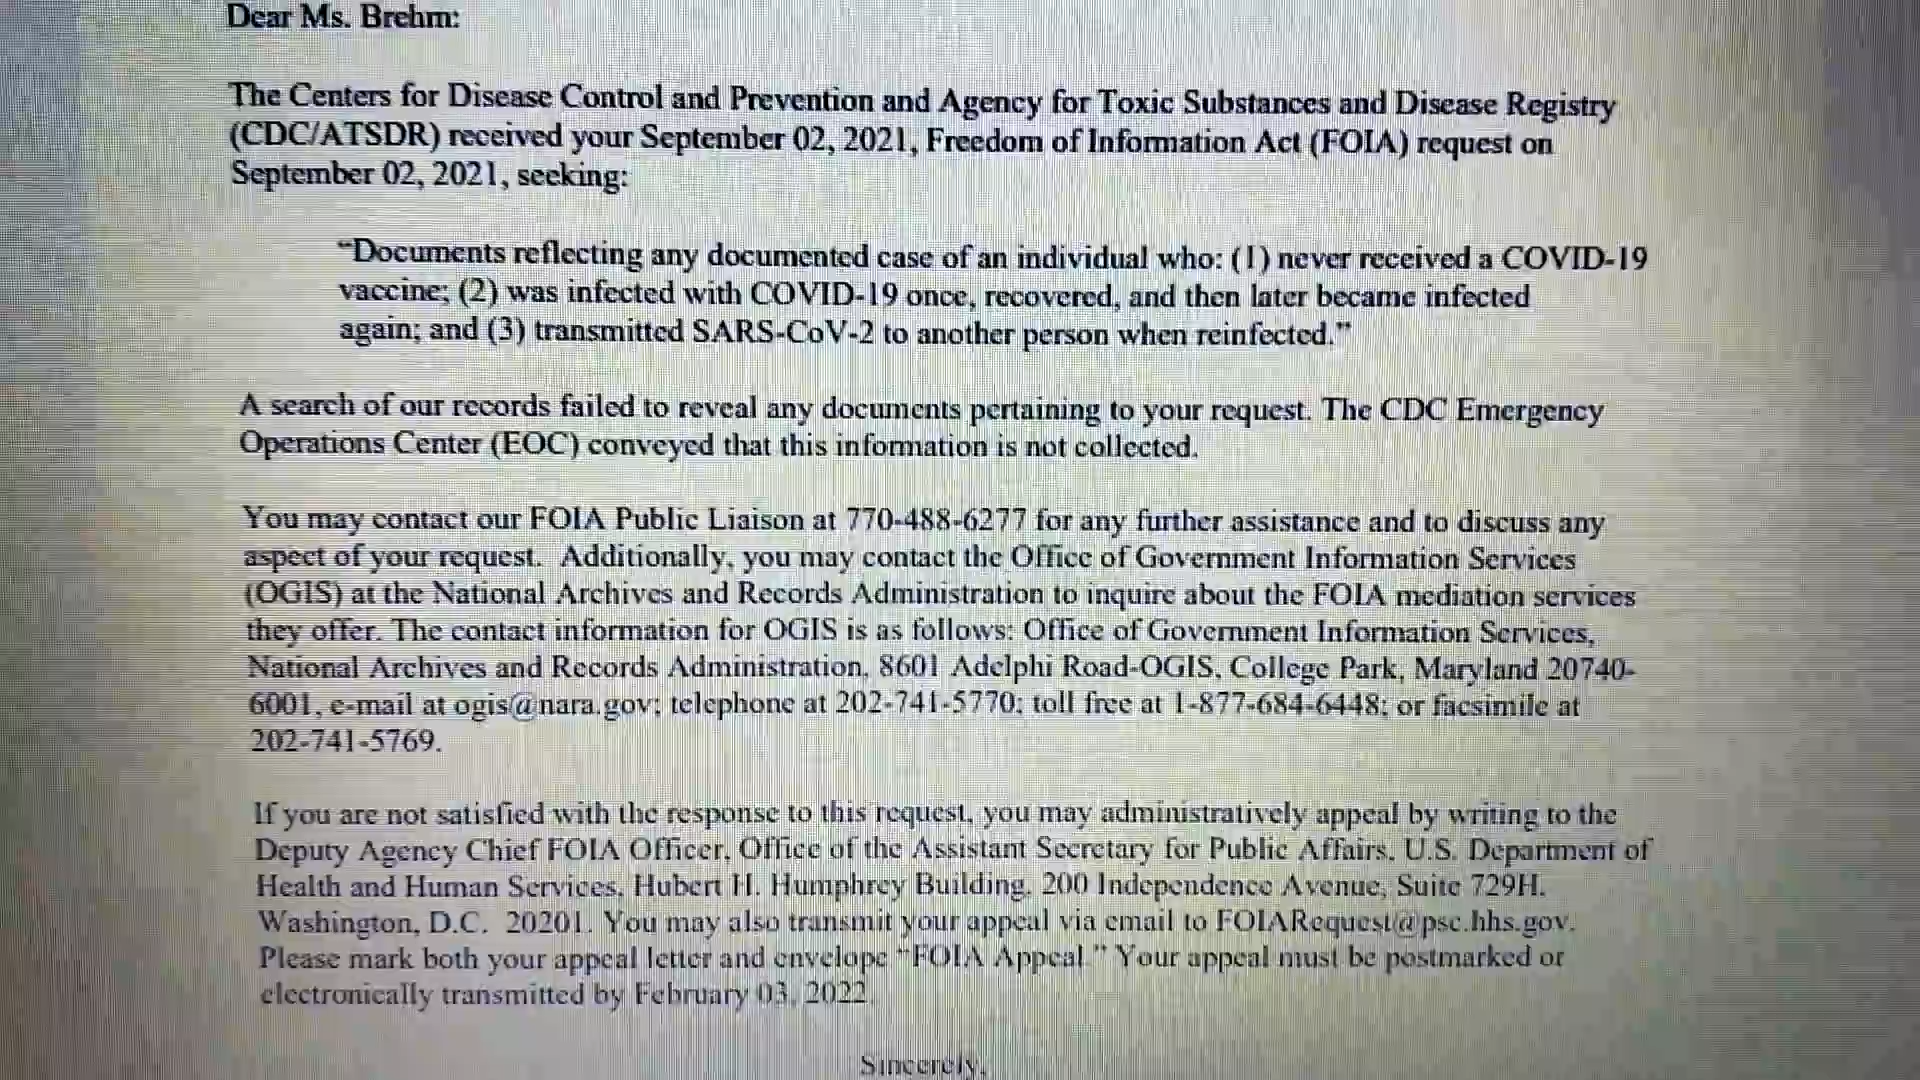 Dear Ms. Brehm:
The Centers for Disease Control and Prevention and Agency for Toxic Substances and Disease Registry
(CDC/ATSDR) received your September 02, 2021, Freedom of Information Act (FOIA) request on
September 02, 2021, seeking:
“Documents reflecting any documented case of an individual who: (1) never received a COVID-19
vaccine; (2) was infected with COVID-19 once, recovered, and then later became infected
again; and (3) transmitted SARS-CoV-2 to another person when reinfected.”
A search of our records failed to reveal any documents pertaining to your request. The CDC Emergency
Operations Center (EOC) conveyed that this information is not collected.
You may contact our FOIA Public Liaison at 770-488-6277 for any further assistance and to discuss any
aspect of your request.  Additionally, you may contact the Office of Government Information Services
(OGIS) at the National Archives and Records Administration to inquire about the FOIA mediation services
they offer. The contact information for OGIS is as follows: Office of Government Information Services,
National Archives and Records Administration, 8601 Adelphi Road-OGIS, College Park, Maryland 20740-
6001, e-mail at ogis@nara.gov; telephone at 202-741-5770; toll free at 1-877-684-6448; or facsimile at
202-741-5769.
If you are not satisfied with the response to this request, you may administratively appeal by writing to the
Deputy Agency Chief FOIA Officer, Office of the Assistant Secretary for Public Affairs, U.S. Department of
Health and Human Services, Hubert H. Humphrey Building, 200 Independence Avenue, Suite 729H,
Washington, D.C.  20201. You may also transmit your appeal via email to FOIARequest@psc.hhs.gov.
Please mark both your appeal letter and envelope “FOIA Appeal.” Your appeal must be postmarked or
electronically transmitted by February 03, 2022.
Sincerely,